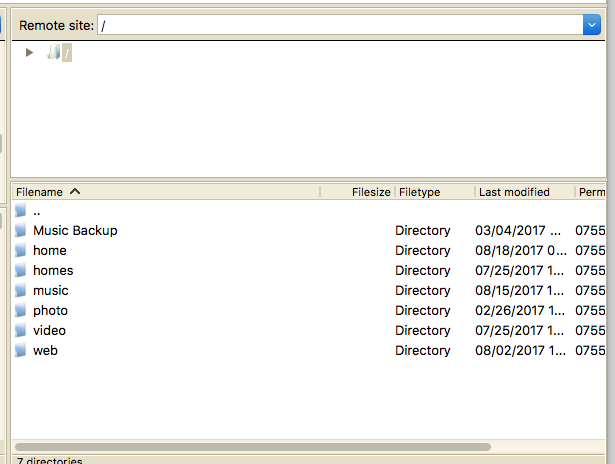 Remote site: /
/
Filename Filesize Filetype Last modified Perm
..
Music Backup Directory 03/04/2017 ... 0755
home Directory 08/18/2017 0... 0755
homes Directory 07/25/2017 1... 0755
music Directory 08/15/2017 1... 0755
photo Directory 02/26/2017 1... 0755
video Directory 07/25/2017 1... 0755
web Directory 08/02/2017 1... 0755
7 directories